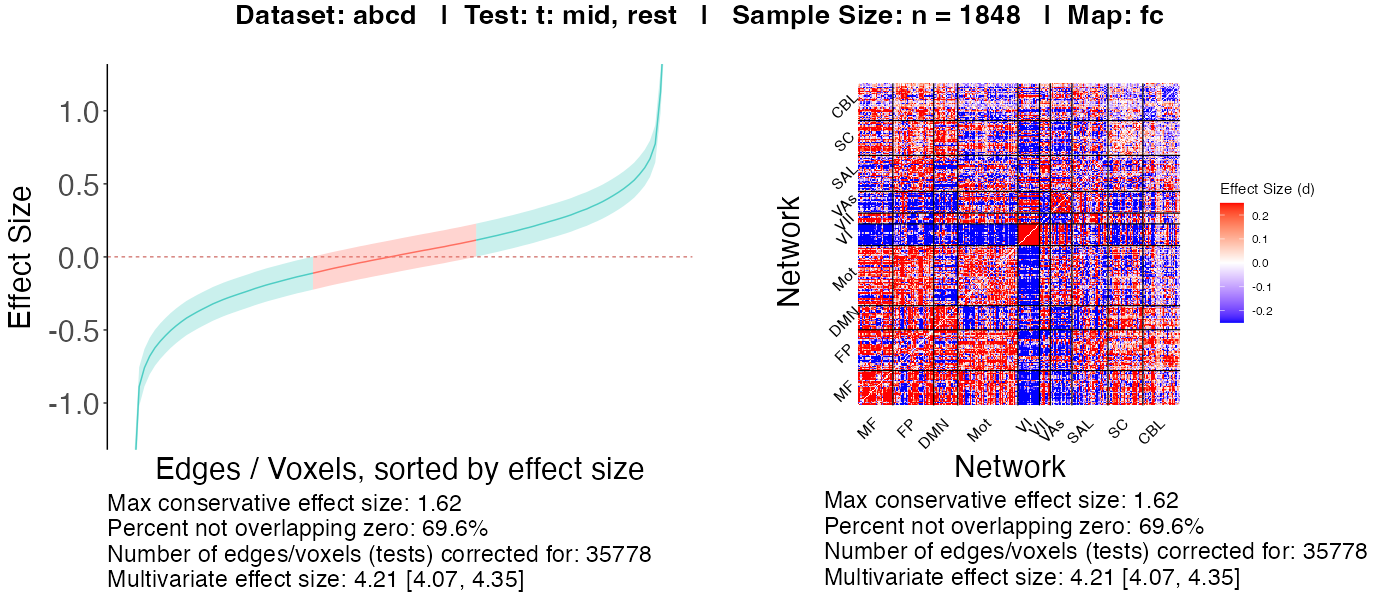 Dataset: abcd | Test: t: mid, rest | Sample Size: n = 1848 | Map: fc
Effect Size
1.0
0.5
0.0
-0.5
-1.0
Edges / Voxels, sorted by effect size
Max conservative effect size: 1.62
Percent not overlapping zero: 69.6%
Number of edges/voxels (tests) corrected for: 35778
Multivariate effect size: 4.21 [4.07, 4.35]
Network
CBL
SC
SAL
VAs
VII
VI
Mot
DMN
FP
MF
MF
FP
DMN
Mot
VI
VII
VAs
SAL
SC
CBL
Network
Effect Size (d)
0.2
0.1
0.0
-0.1
-0.2
Max conservative effect size: 1.62
Percent not overlapping zero: 69.6%
Number of edges/voxels (tests) corrected for: 35778
Multivariate effect size: 4.21 [4.07, 4.35]